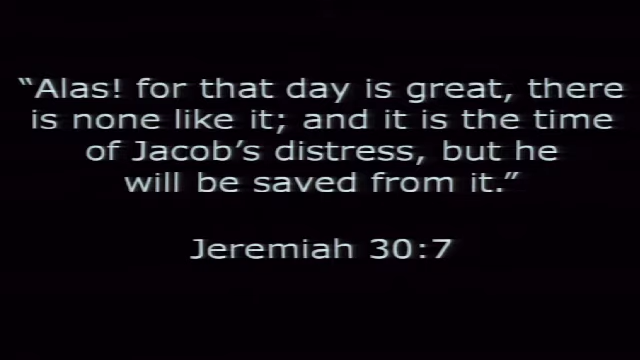 “Alas! for that day is great, there
is none like it; and it is the time
of Jacob’s distress, but he
will be saved from it.”
Jeremiah 30:7